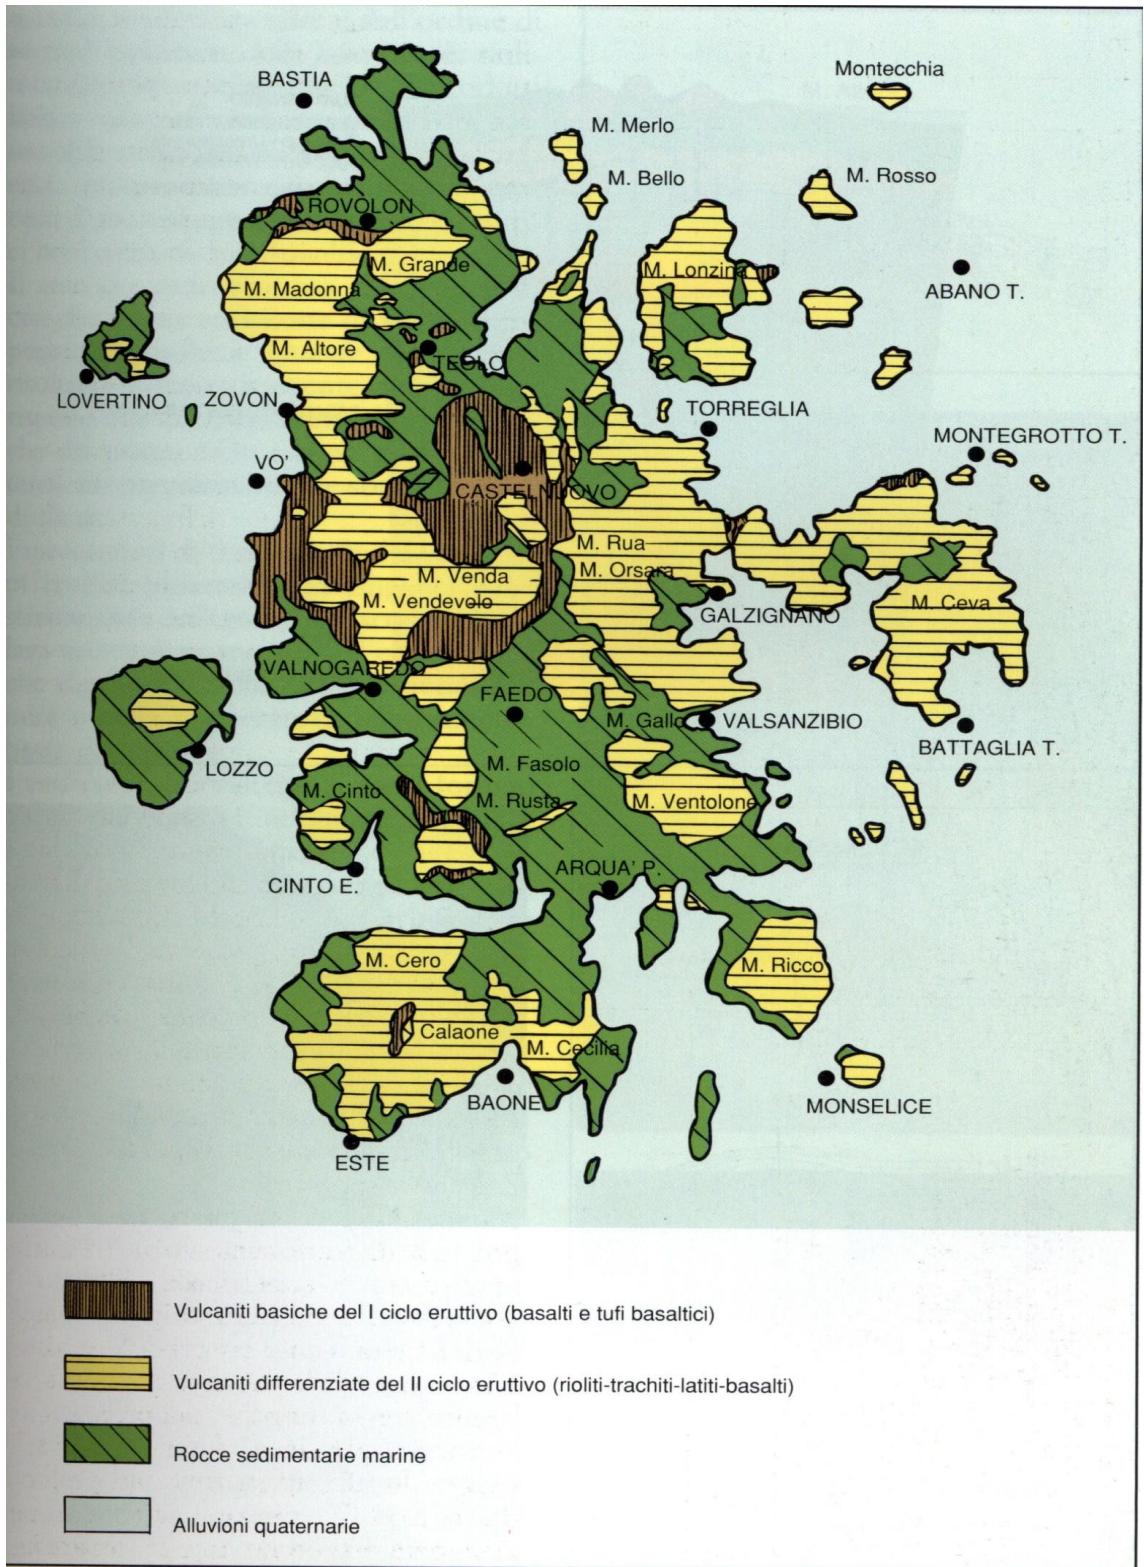 BASTIA
Montecchia
M. Merlo
M. Bello
M. Rosso
ROVOLON
M. Grande
M. Lonzina
M. Madonna
ABANO T.
M. Altore
TEOLO
LOVERTINO
ZOVON
TORREGLIA
MONTEGROTTO T.
VO'
CASTELNUOVO
M. Rua
M. Orsara
M. Venda
M. Vendevolo
GALZIGNANO
M. Ceva
VALNOGAREDO
FAEDO
M. Gallo
VALSANZIBIO
BATTAGLIA T.
LOZZO
M. Fasolo
M. Cinto
M. Rusta
M. Ventolone
CINTO E.
ARQUA' P.
M. Cero
M. Ricco
Calaone
M. Cecilia
BAONE
MONSELICE
ESTE
Vulcaniti basiche del I ciclo eruttivo (basalti e tufi basaltici)
Vulcaniti differenziate del II ciclo eruttivo (rioliti-trachiti-latiti-basalti)
Rocce sedimentarie marine
Alluvioni quaternarie